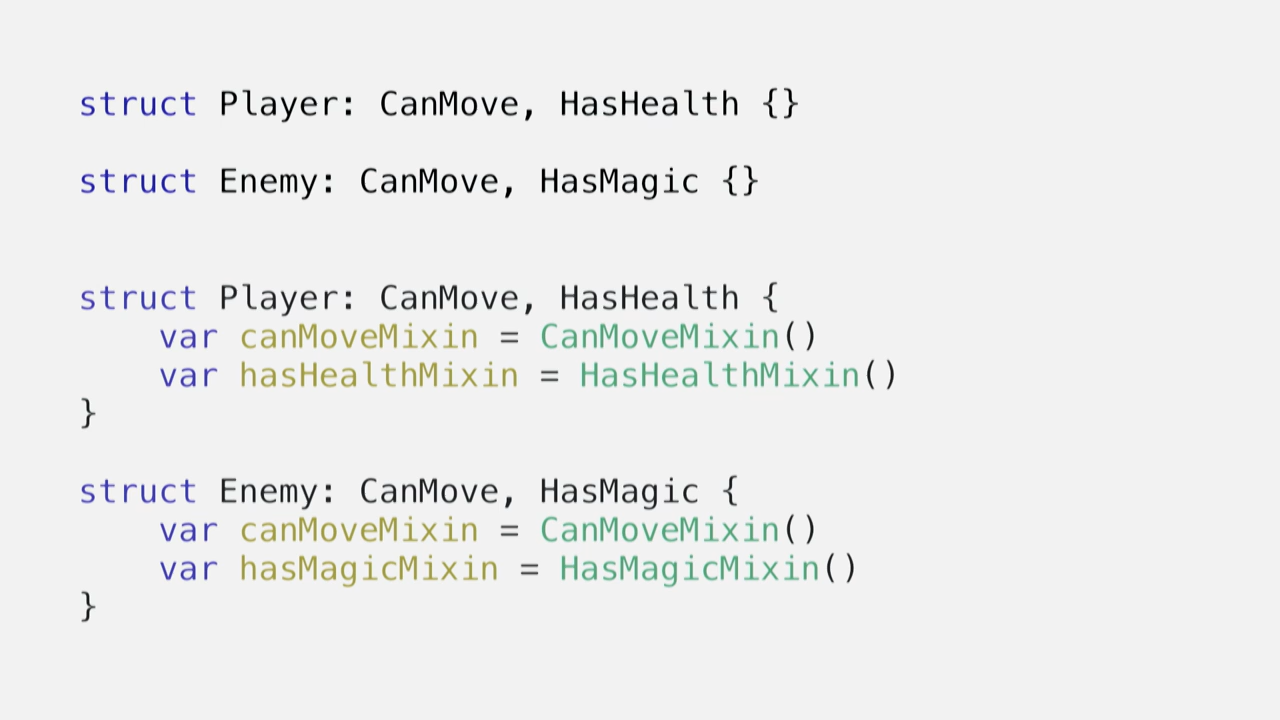 struct Player: CanMove, HasHealth {}
struct Enemy: CanMove, HasMagic {}
struct Player: CanMove, HasHealth {
    var canMoveMixin = CanMoveMixin()
    var hasHealthMixin = HasHealthMixin()
}
struct Enemy: CanMove, HasMagic {
    var canMoveMixin = CanMoveMixin()
    var hasMagicMixin = HasMagicMixin()
}